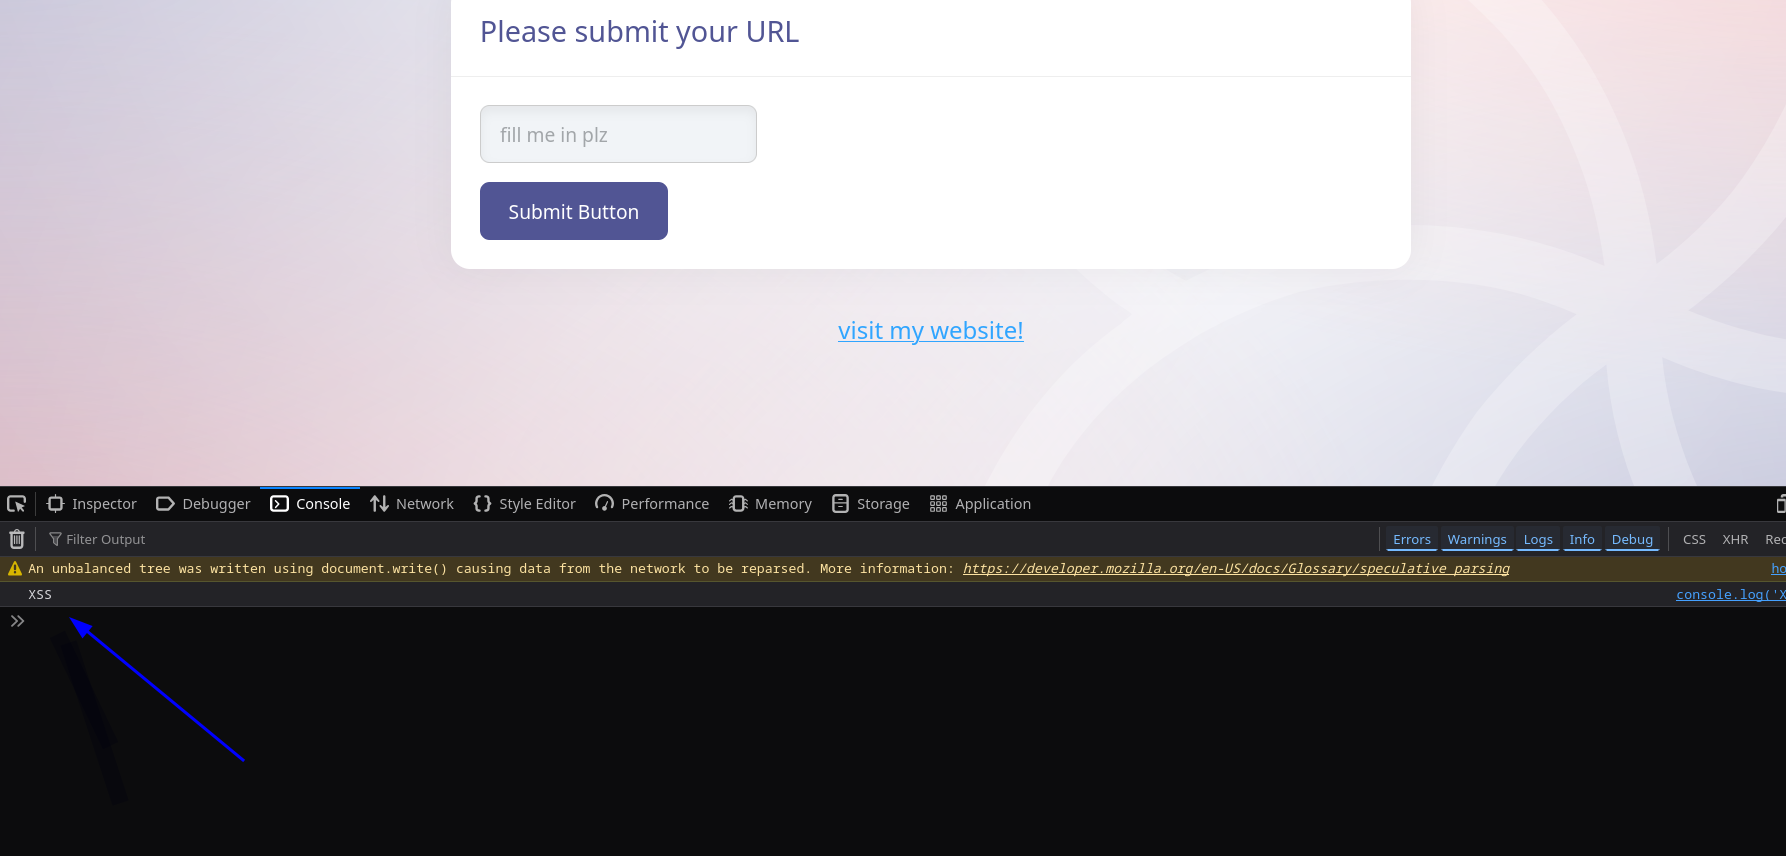 Please submit your URL
fill me in plz
Submit Button
visit my website!
Inspector Debugger Console Network Style Editor Performance Memory Storage Application
Filter Output Errors Warnings Logs Info Debug CSS XHR
An unbalanced tree was written using document.write() causing data from the network to be reparsed. More information: https://developer.mozilla.org/en-US/docs/Glossary/speculative_parsing
XSS console.log('X